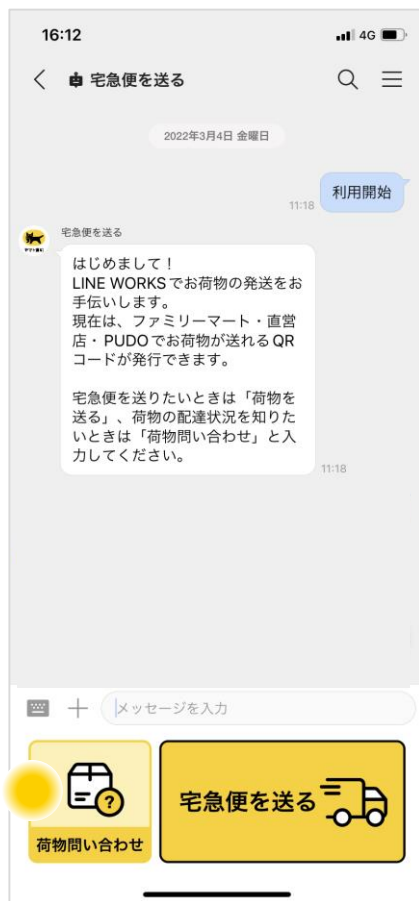 16:12
4G
宅急便を送る
2022年3月4日 金曜日
利用開始
11:18
宅急便を送る
はじめまして！
LINE WORKSでお荷物の発送をお
手伝いします。
現在は、ファミリーマート・直営
店・PUDOでお荷物が送れるQR
コードが発行できます。
宅急便を送りたいときは「荷物を
送る」、荷物の配達状況を知りた
いときは「荷物問い合わせ」と入
力してください。
11:18
メッセージを入力
荷物問い合わせ
宅急便を送る